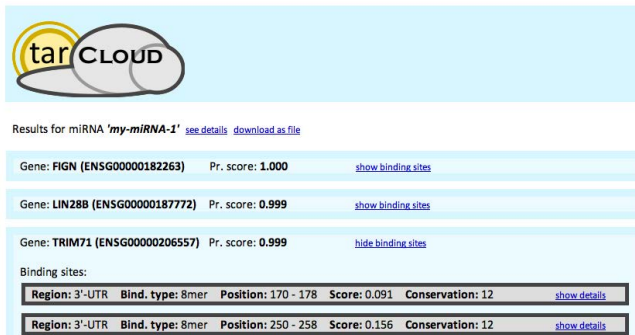 tar CLOUD
Results for miRNA 'my-miRNA-1' see details download as file
Gene: FIGN (ENSG00000182263) Pr. score: 1.000 show binding sites
Gene: LIN28B (ENSG00000187772) Pr. score: 0.999 show binding sites
Gene: TRIM71 (ENSG00000206557) Pr. score: 0.999 hide binding sites
Binding sites:
Region: 3'-UTR Bind. type: 8mer Position: 170 - 178 Score: 0.091 Conservation: 12 show details
Region: 3'-UTR Bind. type: 8mer Position: 250 - 258 Score: 0.156 Conservation: 12 show details